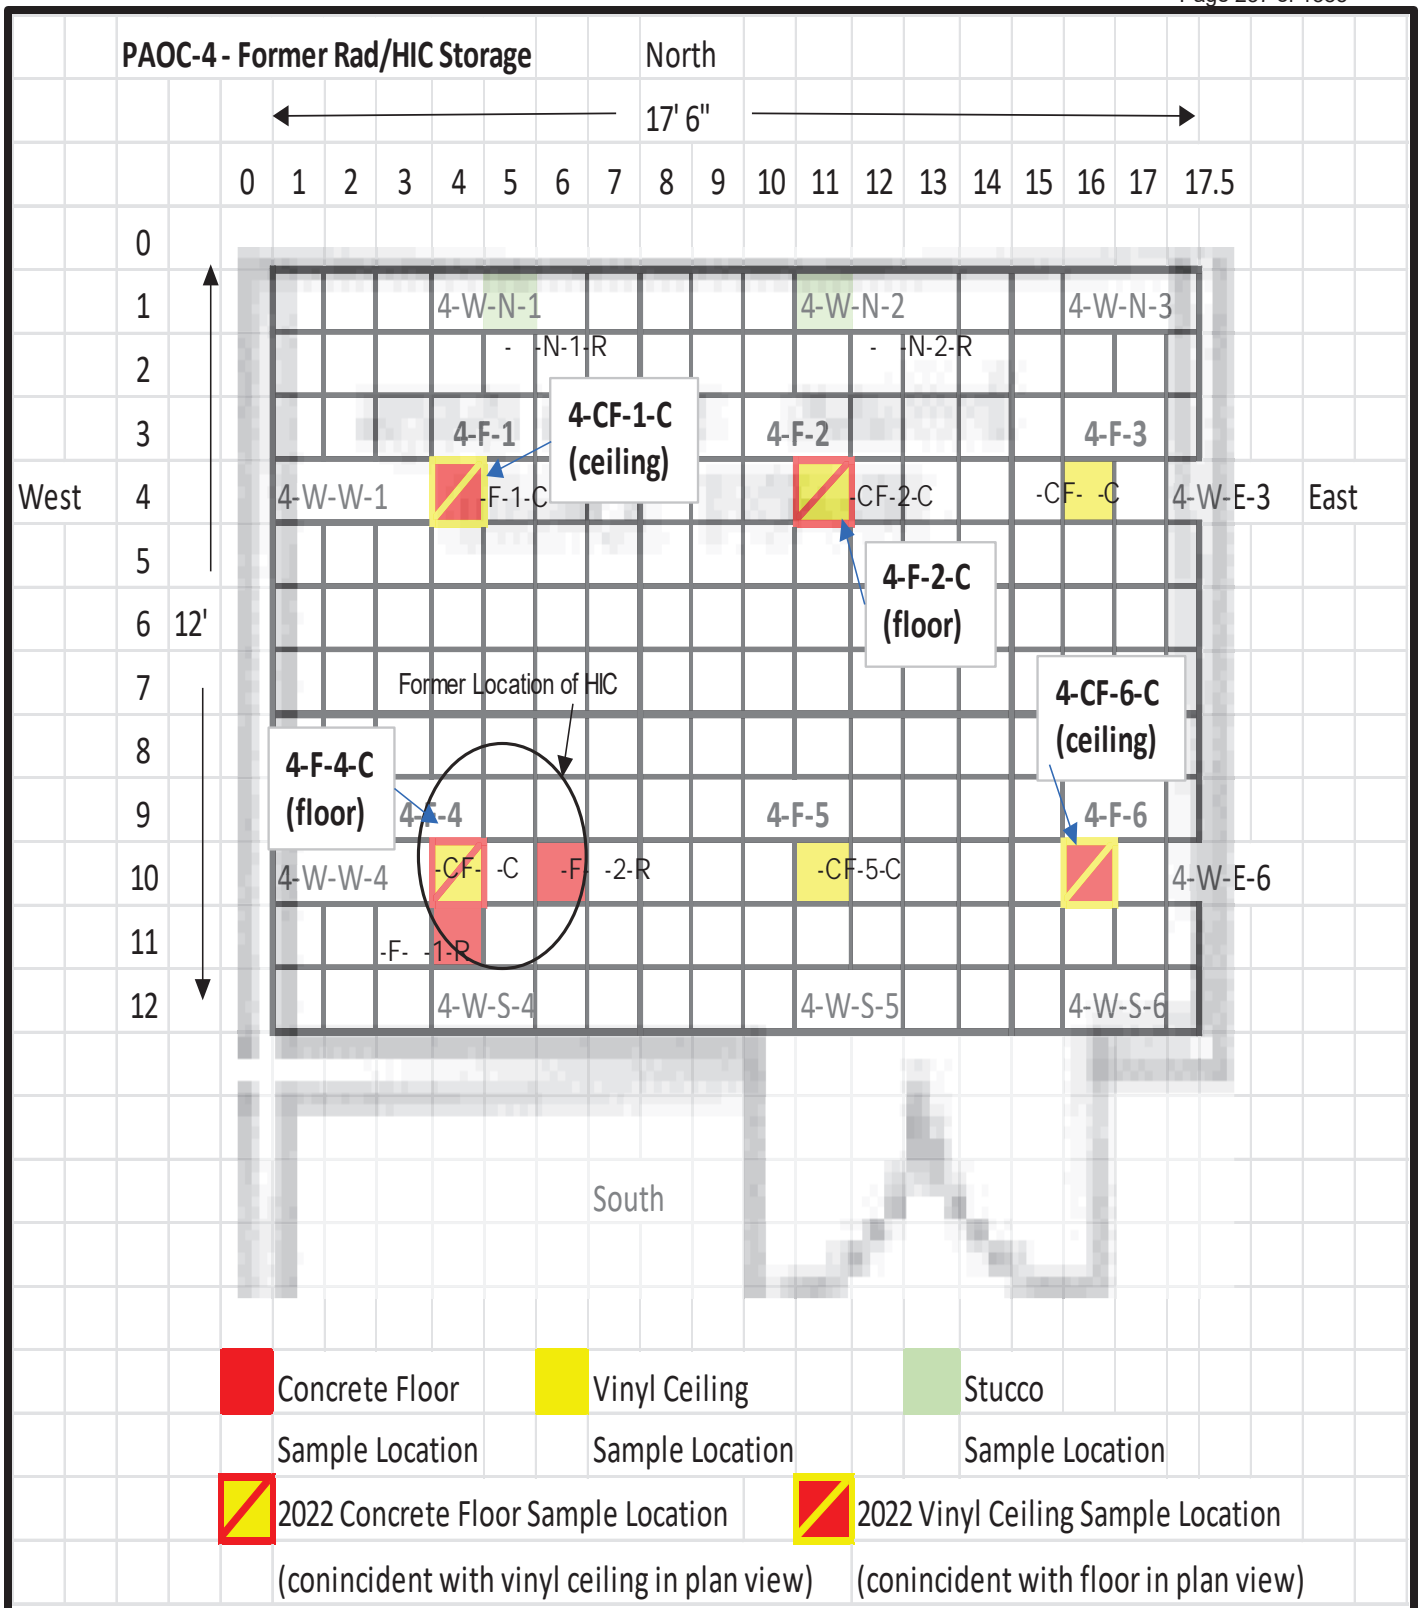 PAOC-4 - Former Rad/HIC Storage
North
17' 6"
0 1 2 3 4 5 6 7 8 9 10 11 12 13 14 15 16 17 17.5
0
1 4-W-N-1 4-W-N-2 4-W-N-3
- -N-1-R - -N-2-R
2
4-CF-1-C
(ceiling)
3 4-F-1 4-F-2 4-F-3
West 4 4-W-W-1 -F-1-C -CF-2-C -CF- -C 4-W-E-3 East
5
4-F-2-C
(floor)
6 12'
7 Former Location of HIC
4-CF-6-C
(ceiling)
8
4-F-4-C
(floor)
9 4-F-4 4-F-5 4-F-6
10 4-W-W-4 -CF- -C -F- -2-R -CF-5-C 4-W-E-6
11 -F- -1-R
12 4-W-S-4 4-W-S-5 4-W-S-6
South
Concrete Floor
Sample Location
Vinyl Ceiling
Sample Location
Stucco
Sample Location
2022 Concrete Floor Sample Location
(conincident with vinyl ceiling in plan view)
2022 Vinyl Ceiling Sample Location
(conincident with floor in plan view)